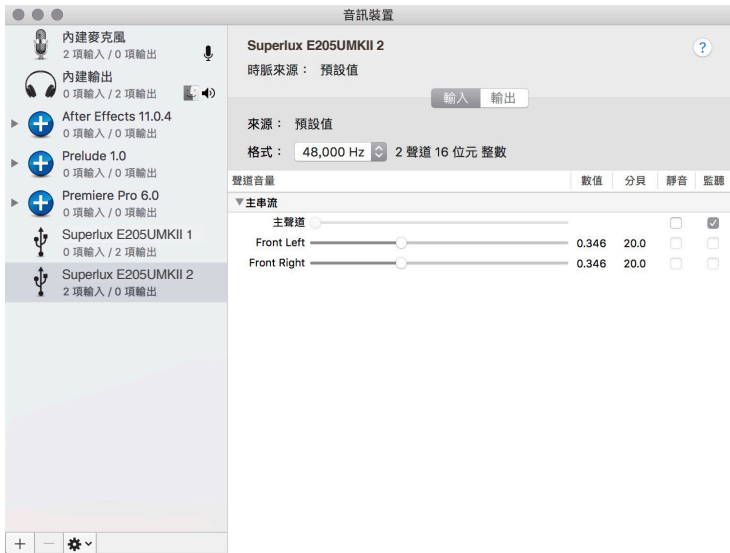 音訊裝置
內建麥克風
2 項輸入 / 0 項輸出
內建輸出
0 項輸入 / 2 項輸出
After Effects 11.0.4
0 項輸入 / 0 項輸出
Prelude 1.0
0 項輸入 / 0 項輸出
Premiere Pro 6.0
0 項輸入 / 0 項輸出
Superlux E205UMKII 1
0 項輸入 / 2 項輸出
Superlux E205UMKII 2
2 項輸入 / 0 項輸出
Superlux E205UMKII 2
?
時脈來源： 預設值
輸入 輸出
來源： 預設值
格式： 48,000 Hz 2 聲道 16 位元 整數
聲道音量 數值 分貝 靜音 監聽
▼主串流
主聲道
Front Left 0.346 20.0
Front Right 0.346 20.0